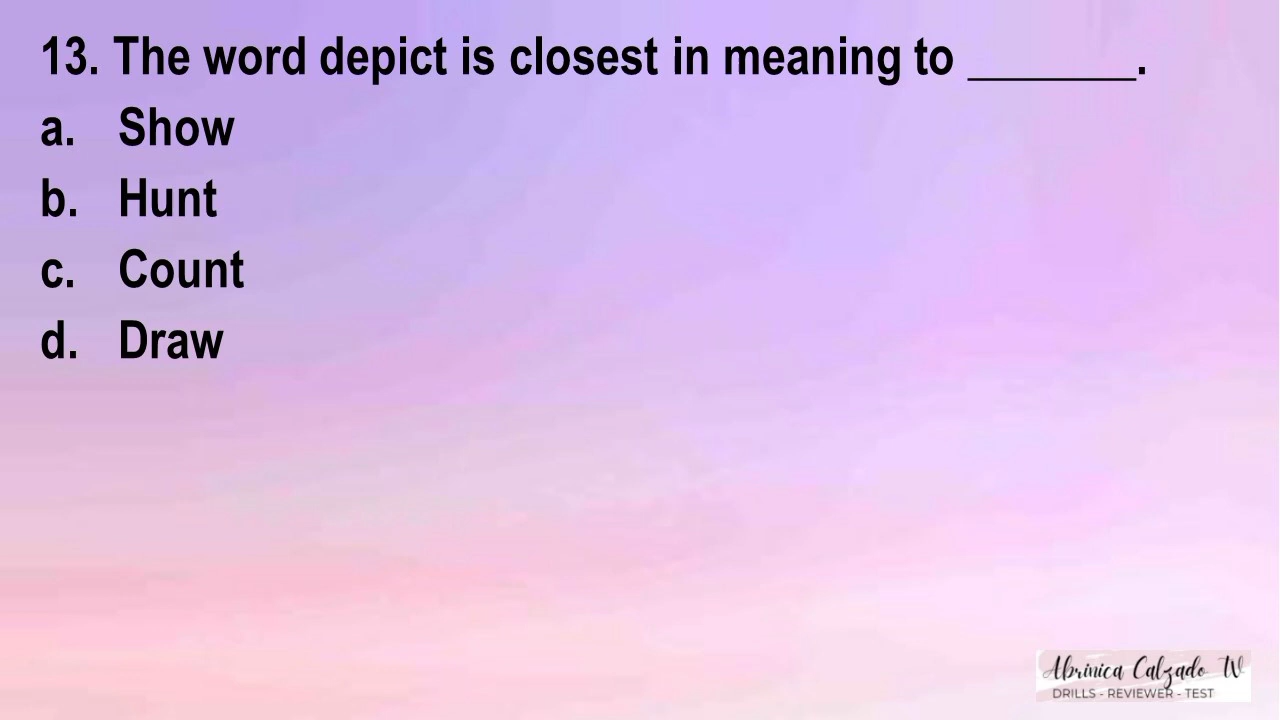 13. The word depict is closest in meaning to _______.
a. Show
b. Hunt
c. Count
d. Draw
Abrinica Calzado TV
DRILLS - REVIEWER - TEST